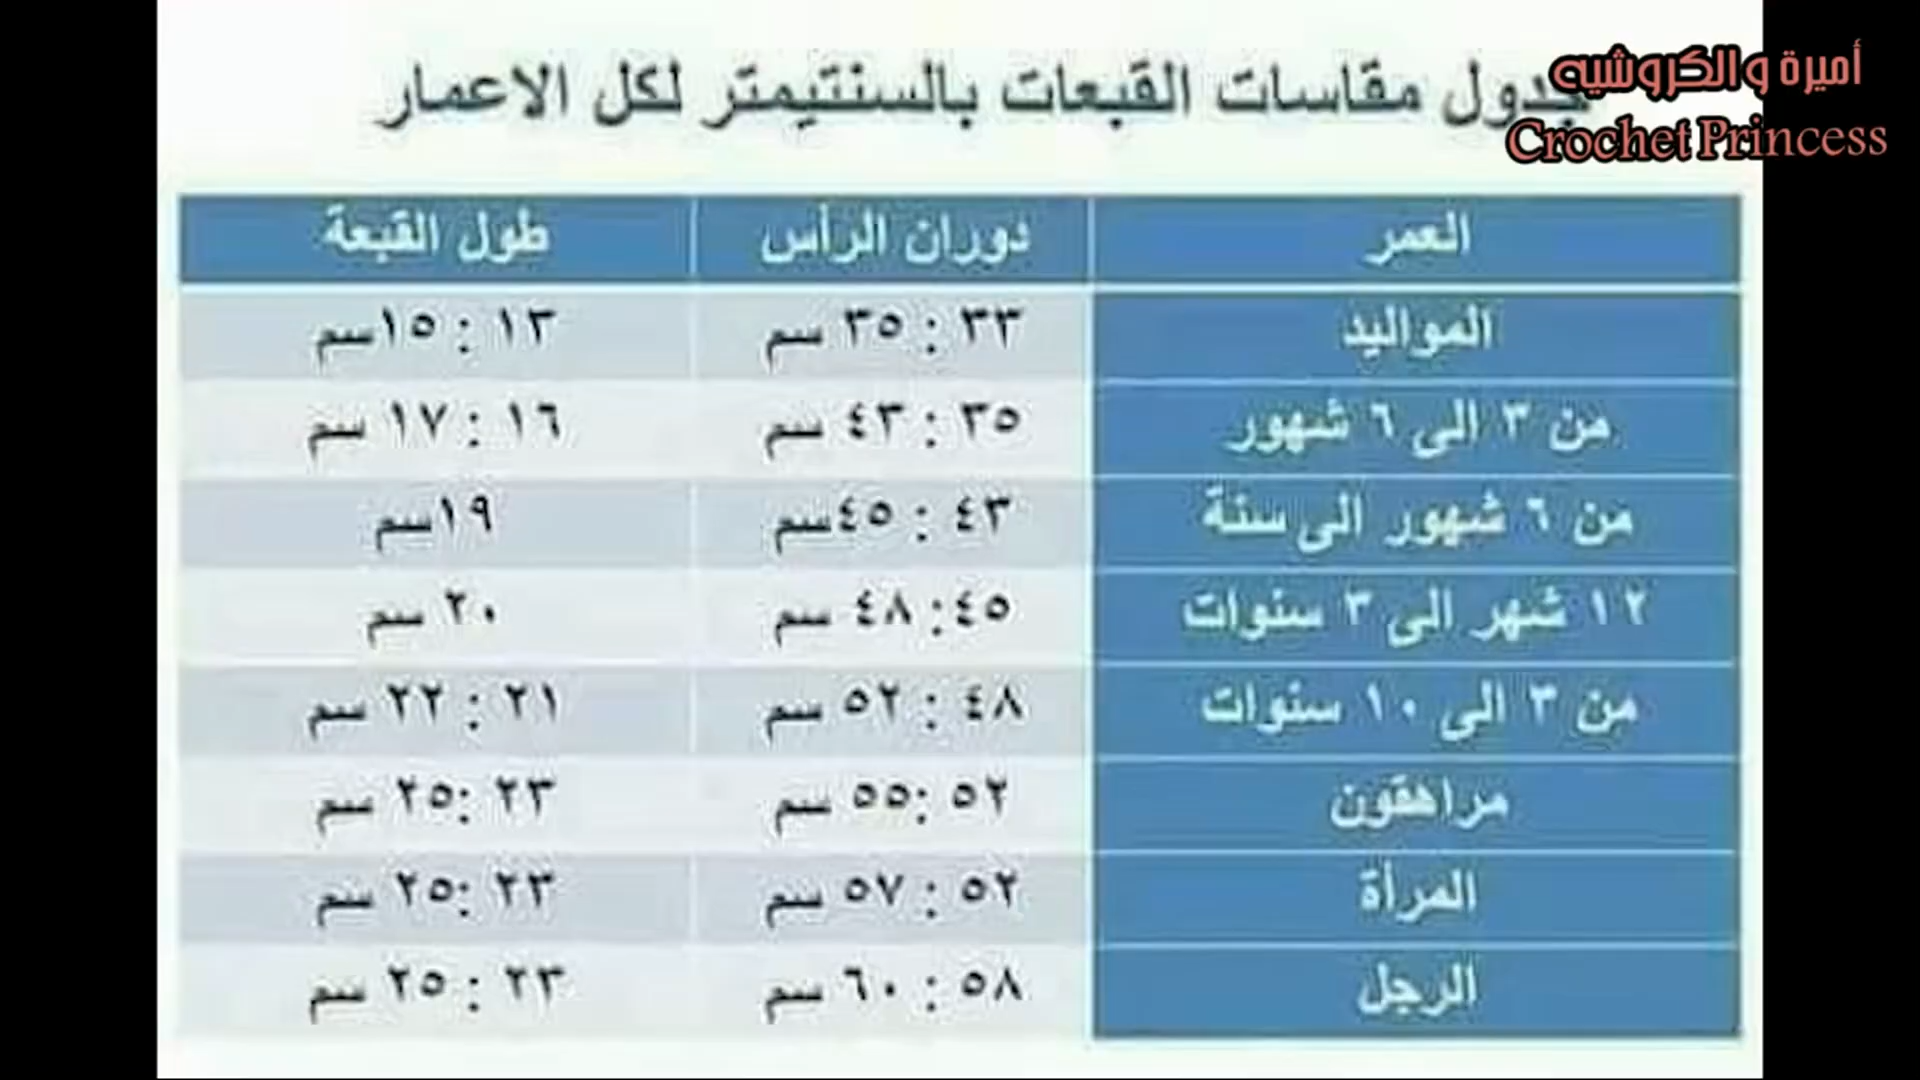 أميرة والكروشيه
Crochet Princess
جدول مقاسات القبعات بالسنتيمتر لكل الاعمار
العمر دوران الرأس طول القبعة
المواليد ٣٣ : ٣٥ سم ١٣ : ١٥سم
من ٣ الى ٦ شهور ٣٥ : ٤٣ سم ١٦ : ١٧ سم
من ٦ شهور الى سنة ٤٣ : ٤٥سم ١٩سم
١٢ شهر الى ٣ سنوات ٤٥ :٤٨ سم ٢٠ سم
من ٣ الى ١٠ سنوات ٤٨ : ٥٢ سم ٢١ : ٢٢ سم
مراهقون ٥٢ :٥٥ سم ٢٣ :٢٥ سم
المرأة ٥٢ : ٥٧ سم ٢٣ :٢٥ سم
الرجل ٥٨ : ٦٠ سم ٢٣ : ٢٥ سم